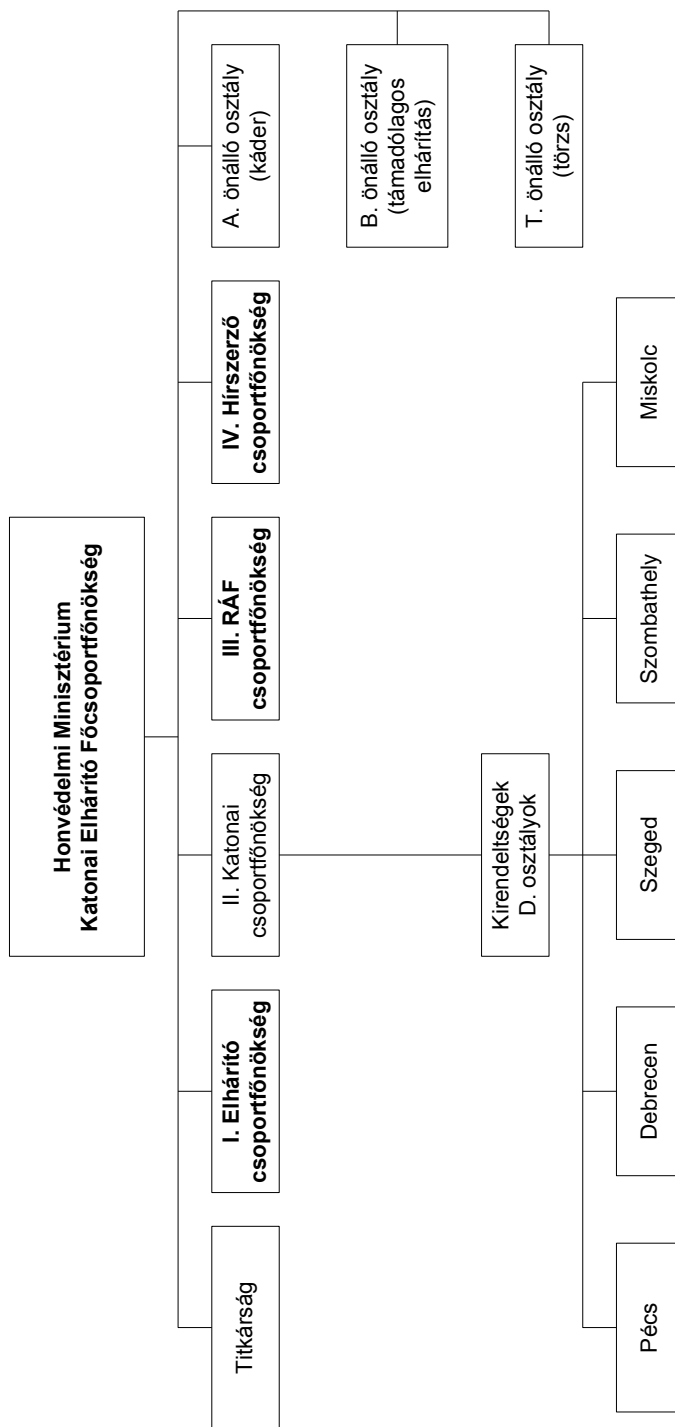 Honvédelmi Minisztérium
Katonai Elhárító Főcsoportfőnökség
Titkárság
I. Elhárító
csoportfőnökség
II. Katonai
csoportfőnökség
III. RÁF
csoportfőnökség
IV. Hírszerző
csoportfőnökség
A. önálló osztály
(káder)
B. önálló osztály
(támadólagos
elhárítás)
T. önálló osztály
(törzs)
Kirendeltségek
D. osztályok
Pécs
Debrecen
Szeged
Szombathely
Miskolc